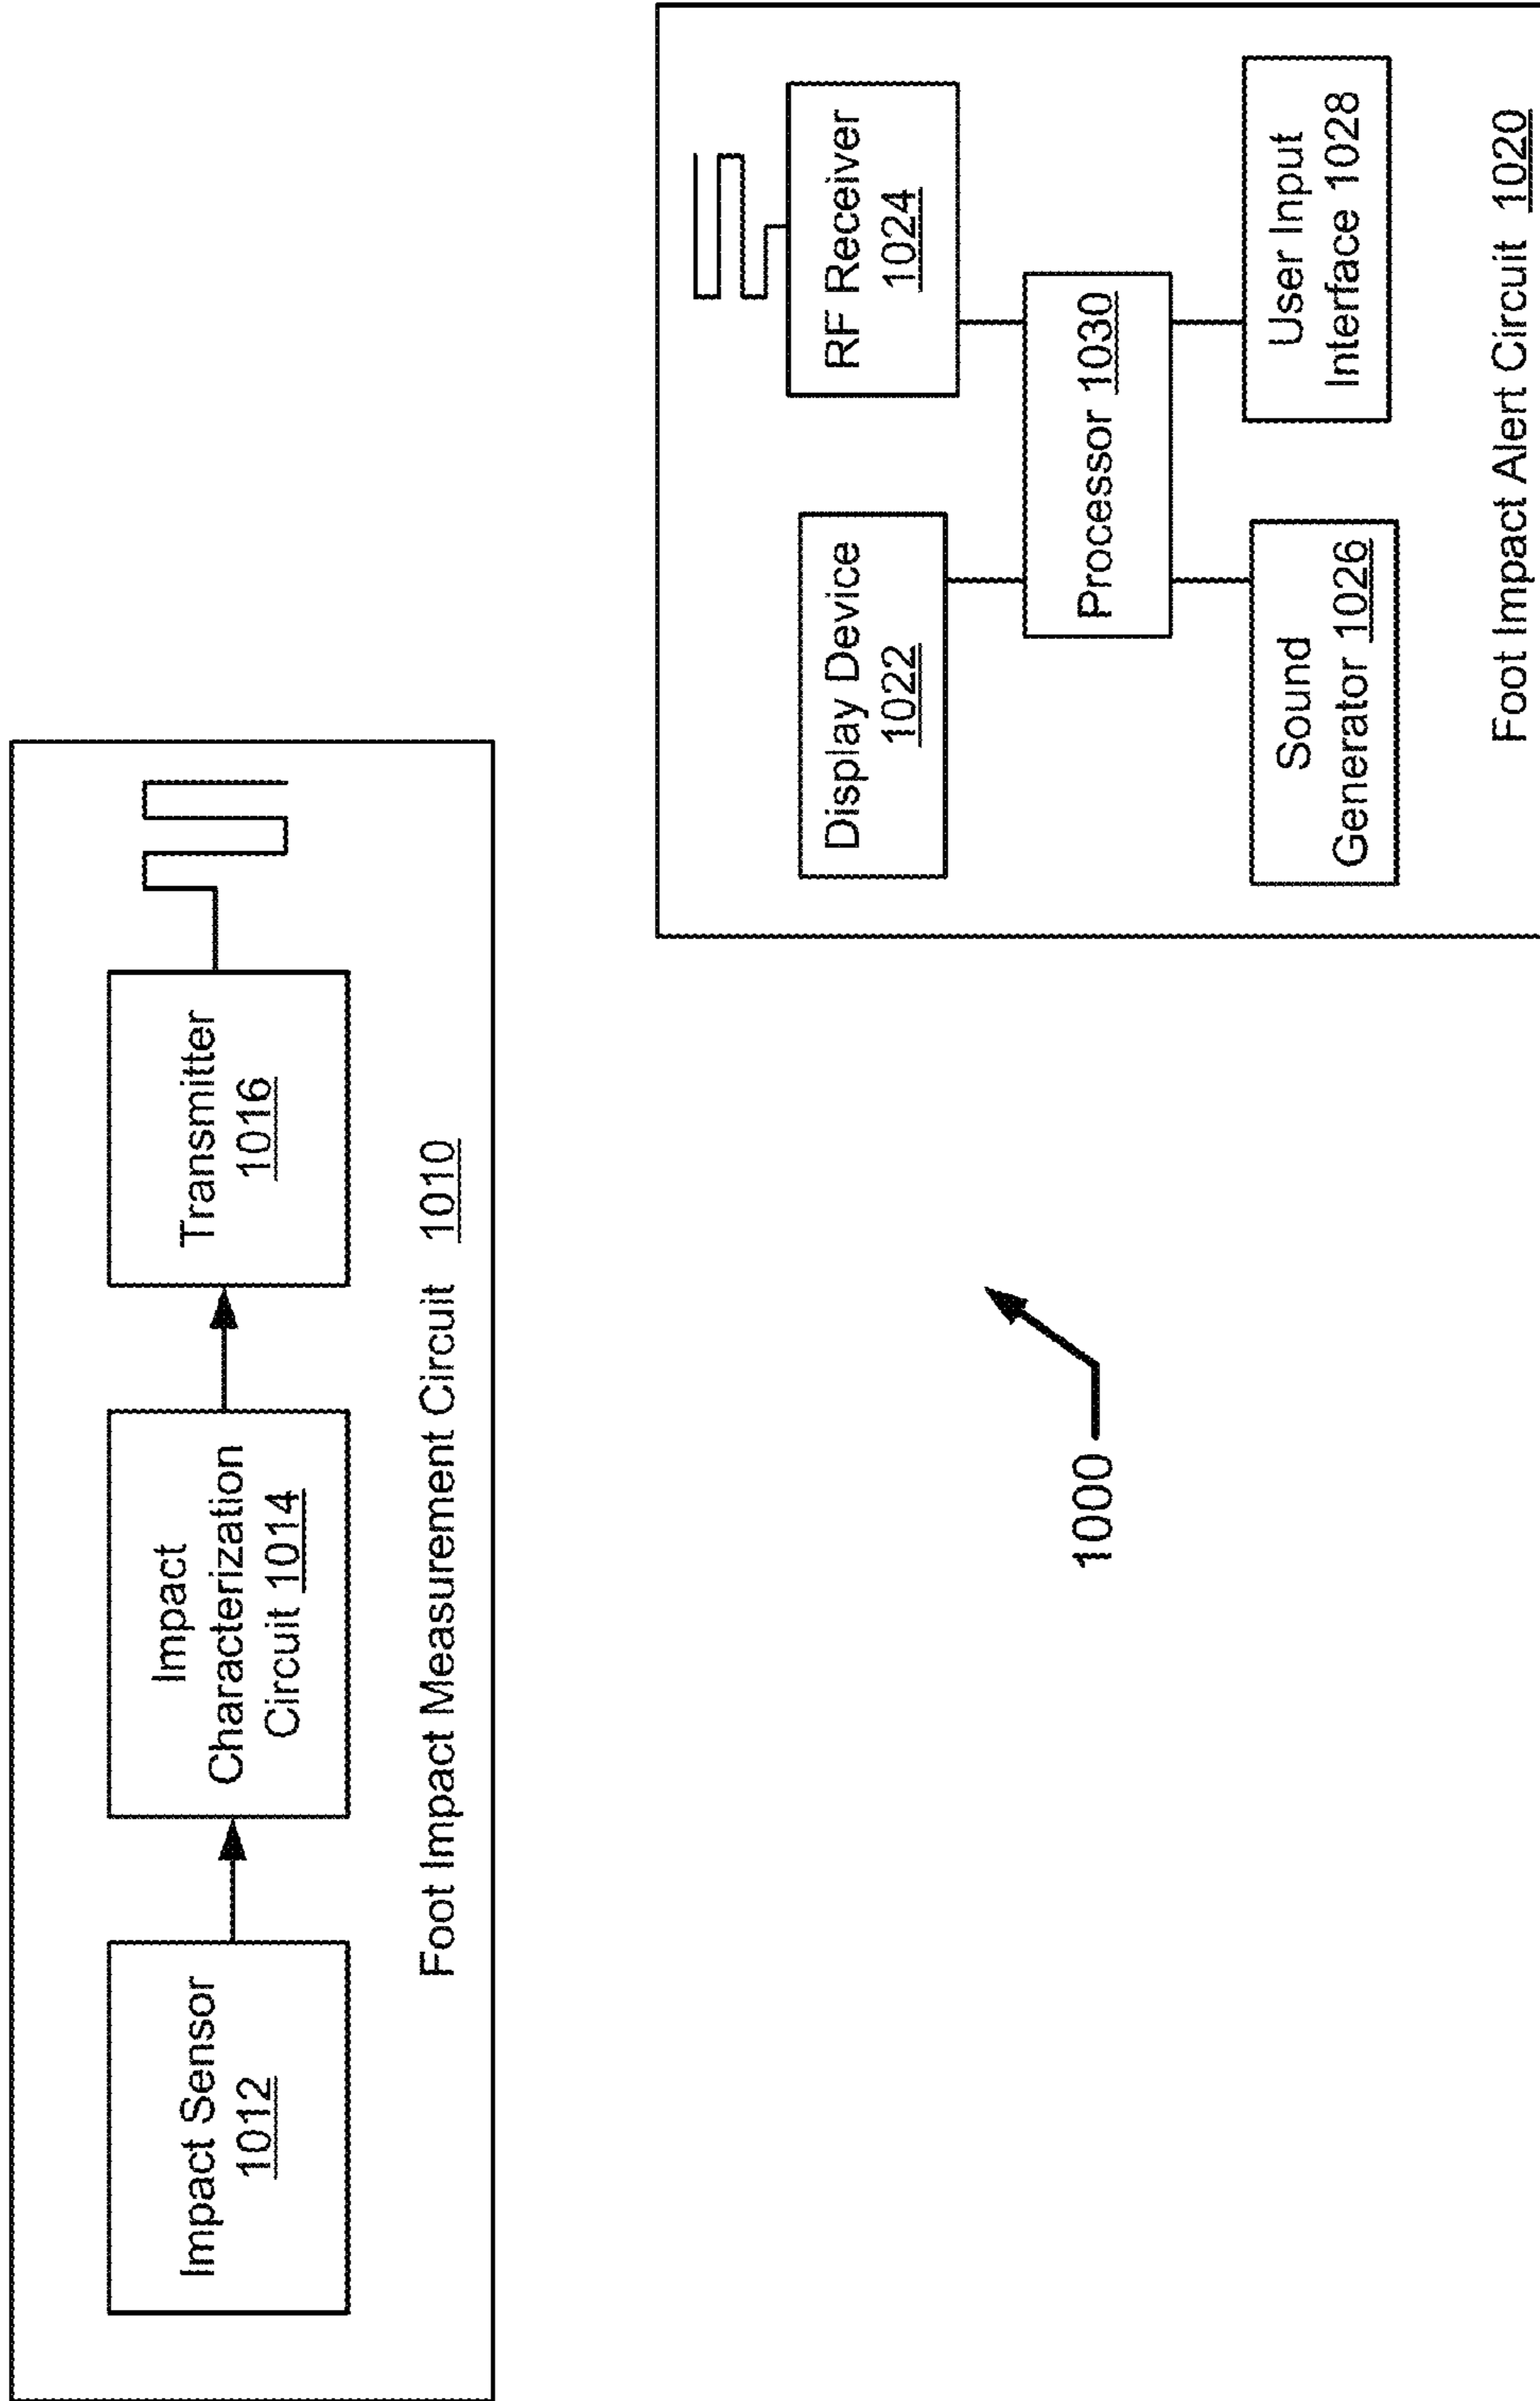 Impact Sensor
1012
Impact
Characterization
Circuit 1014
Transmitter
1016
Foot Impact Measurement Circuit 1010
1000
Display Device
1022
RF Receiver
1024
Processor 1030
Sound
Generator 1026
User Input
Interface 1028
Foot Impact Alert Circuit 1020